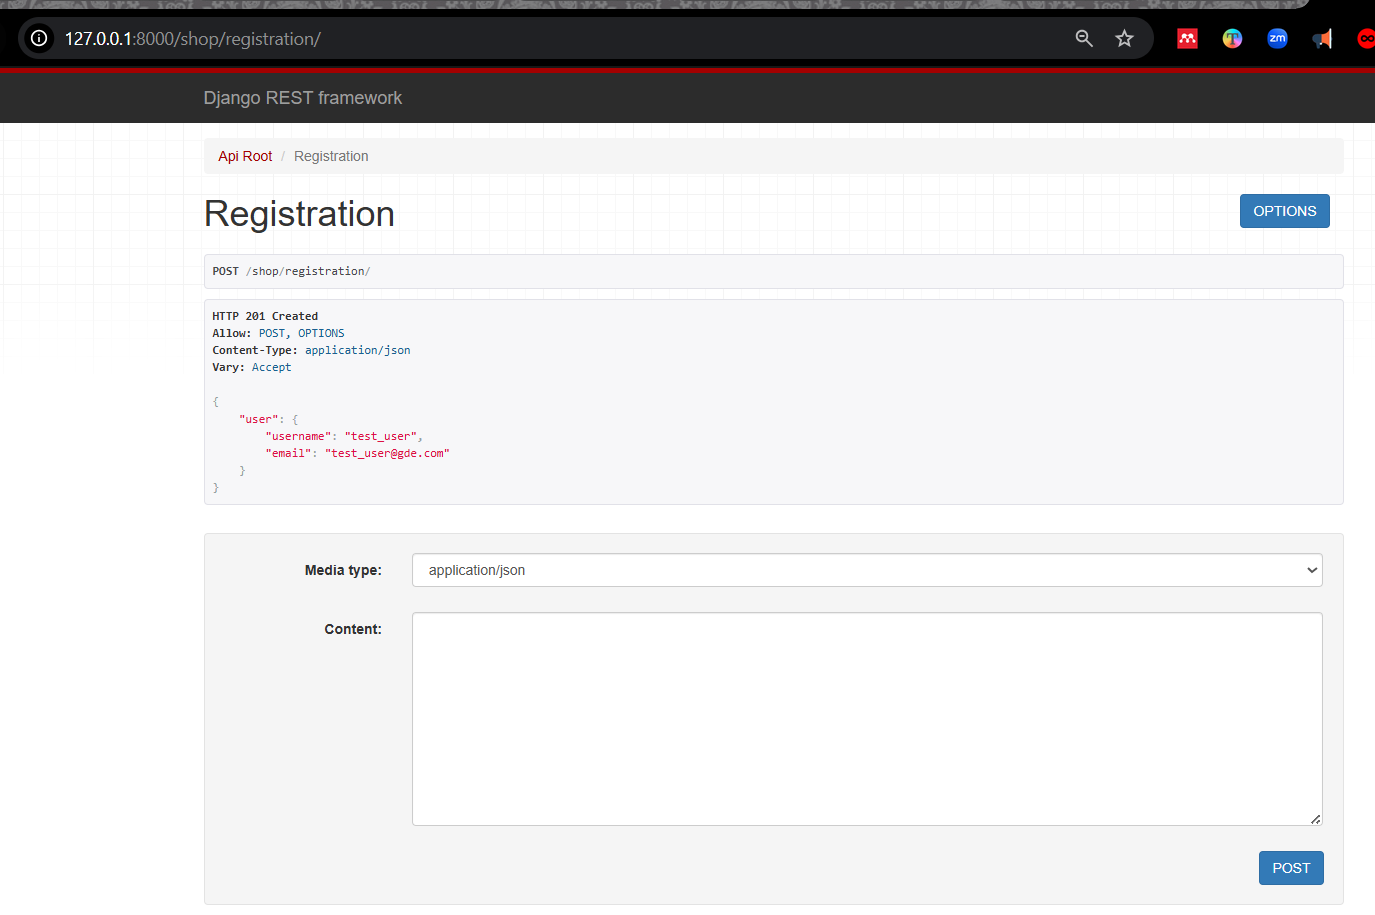 127.0.0.1:8000/shop/registration/
zm
Django REST framework
Api Root / Registration
Registration
OPTIONS
POST /shop/registration/
HTTP 201 Created
Allow: POST, OPTIONS
Content-Type: application/json
Vary: Accept
{
    "user": {
        "username": "test_user",
        "email": "test_user@gde.com"
    }
}
Media type:
application/json
Content:
POST